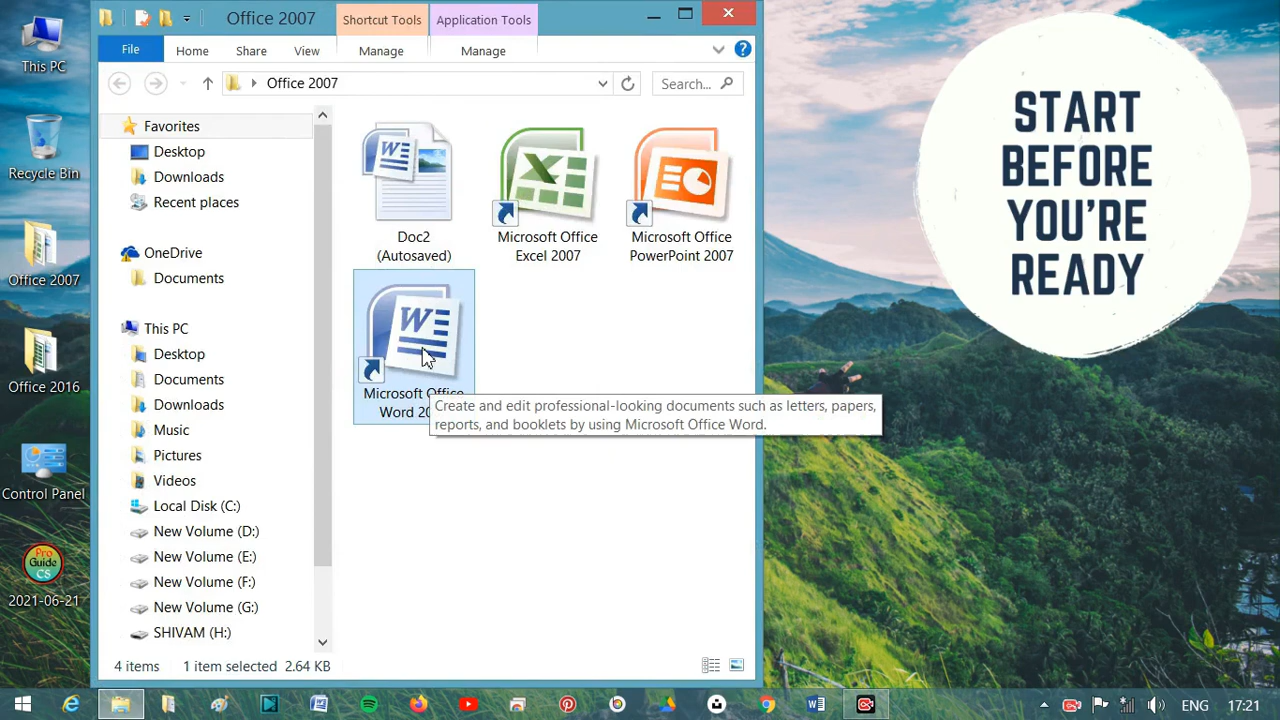 Office 2007
Shortcut Tools
Application Tools
File
Home
Share
View
Manage
Manage
Office 2007
Search...
Favorites
Desktop
Downloads
Recent places
OneDrive
Documents
This PC
Desktop
Documents
Downloads
Music
Pictures
Videos
Local Disk (C:)
New Volume (D:)
New Volume (E:)
New Volume (F:)
New Volume (G:)
SHIVAM (H:)
Doc2
(Autosaved)
Microsoft Office
Excel 2007
Microsoft Office
PowerPoint 2007
Microsoft Office
Word 20
Create and edit professional-looking documents such as letters, papers,
reports, and booklets by using Microsoft Office Word.
4 items
1 item selected 2.64 KB
This PC
Recycle Bin
Office 2007
Office 2016
Control Panel
Pro
Guide
CS
2021-06-21
START
BEFORE
YOU'RE
READY
ENG
17:21